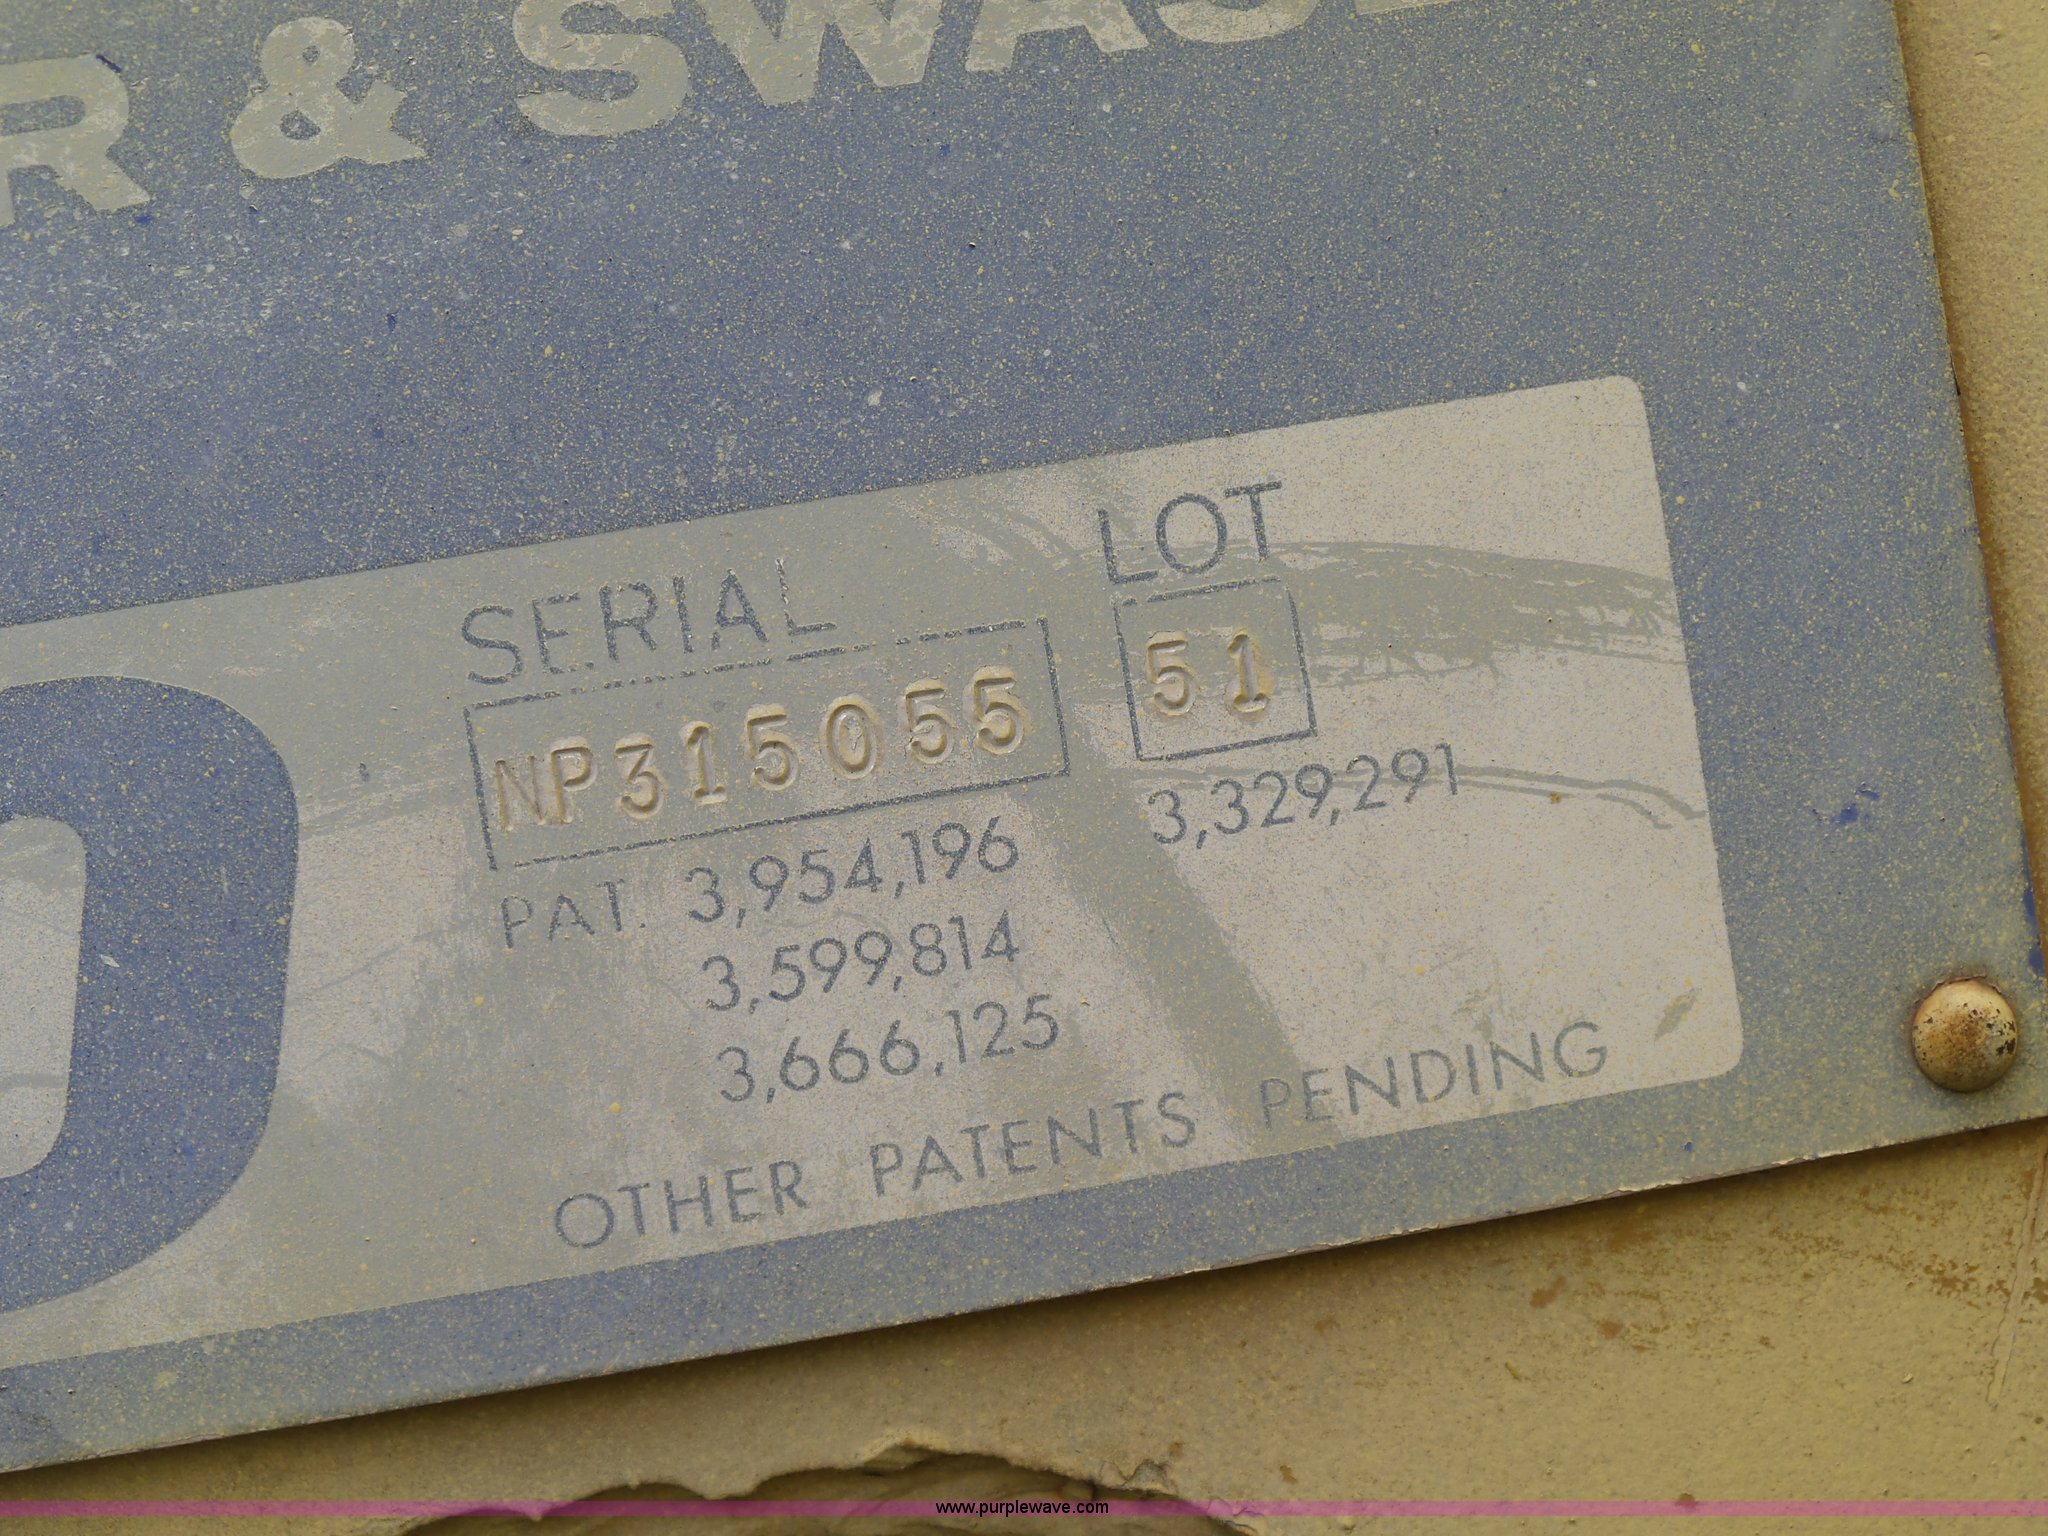 R & SWAS
SERIAL LOT
NP315055 51
PAT. 3,954,196 3,329,291
3,599,814
3,666,125
OTHER PATENTS PENDING
www.purplewave.com